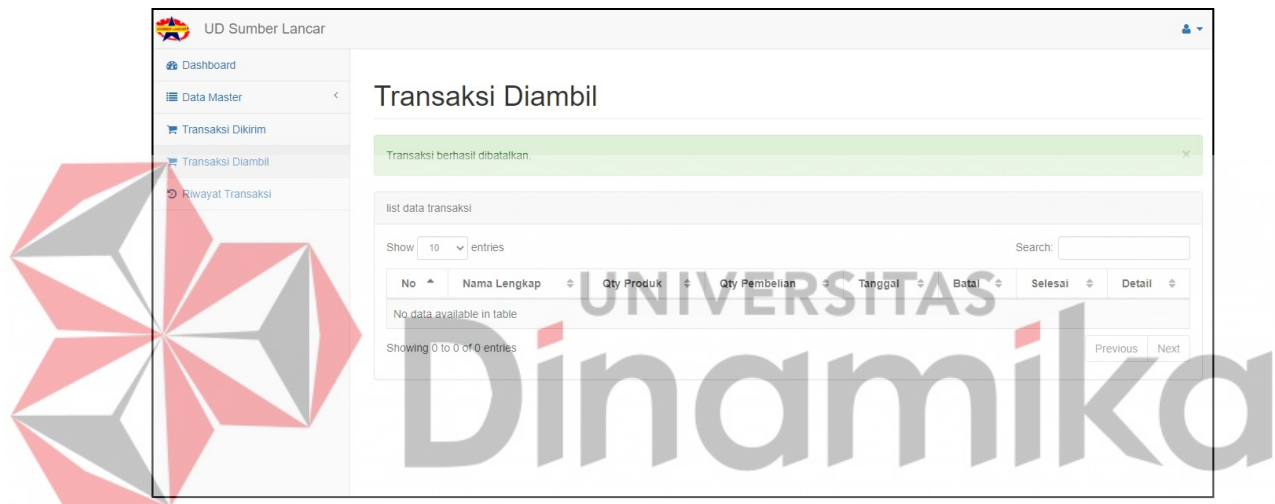 UD Sumber Lancar
Dashboard
Data Master
Transaksi Dikirim
Transaksi Diambil
Riwayat Transaksi
Transaksi Diambil
Transaksi berhasil dibatalkan.
×
list data transaksi
Show 10 entries
Search:
No Nama Lengkap Qty Produk Qty Pembelian Tanggal Batal Selesai Detail
No data available in table
Showing 0 to 0 of 0 entries
Previous Next
UNIVERSITAS
Dinamika